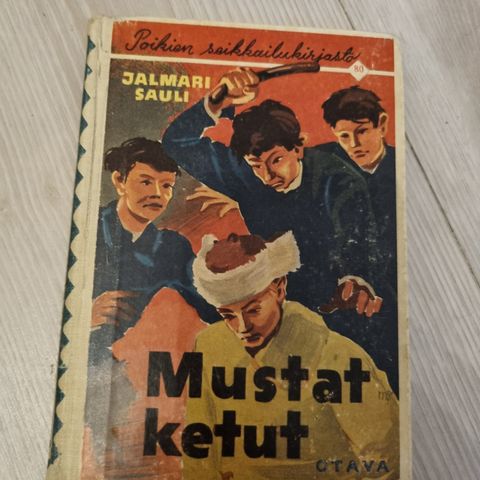 Poikien seikkailukirjasto
80
JALMARI
SAULI
Mustat
ketut
OTAVA